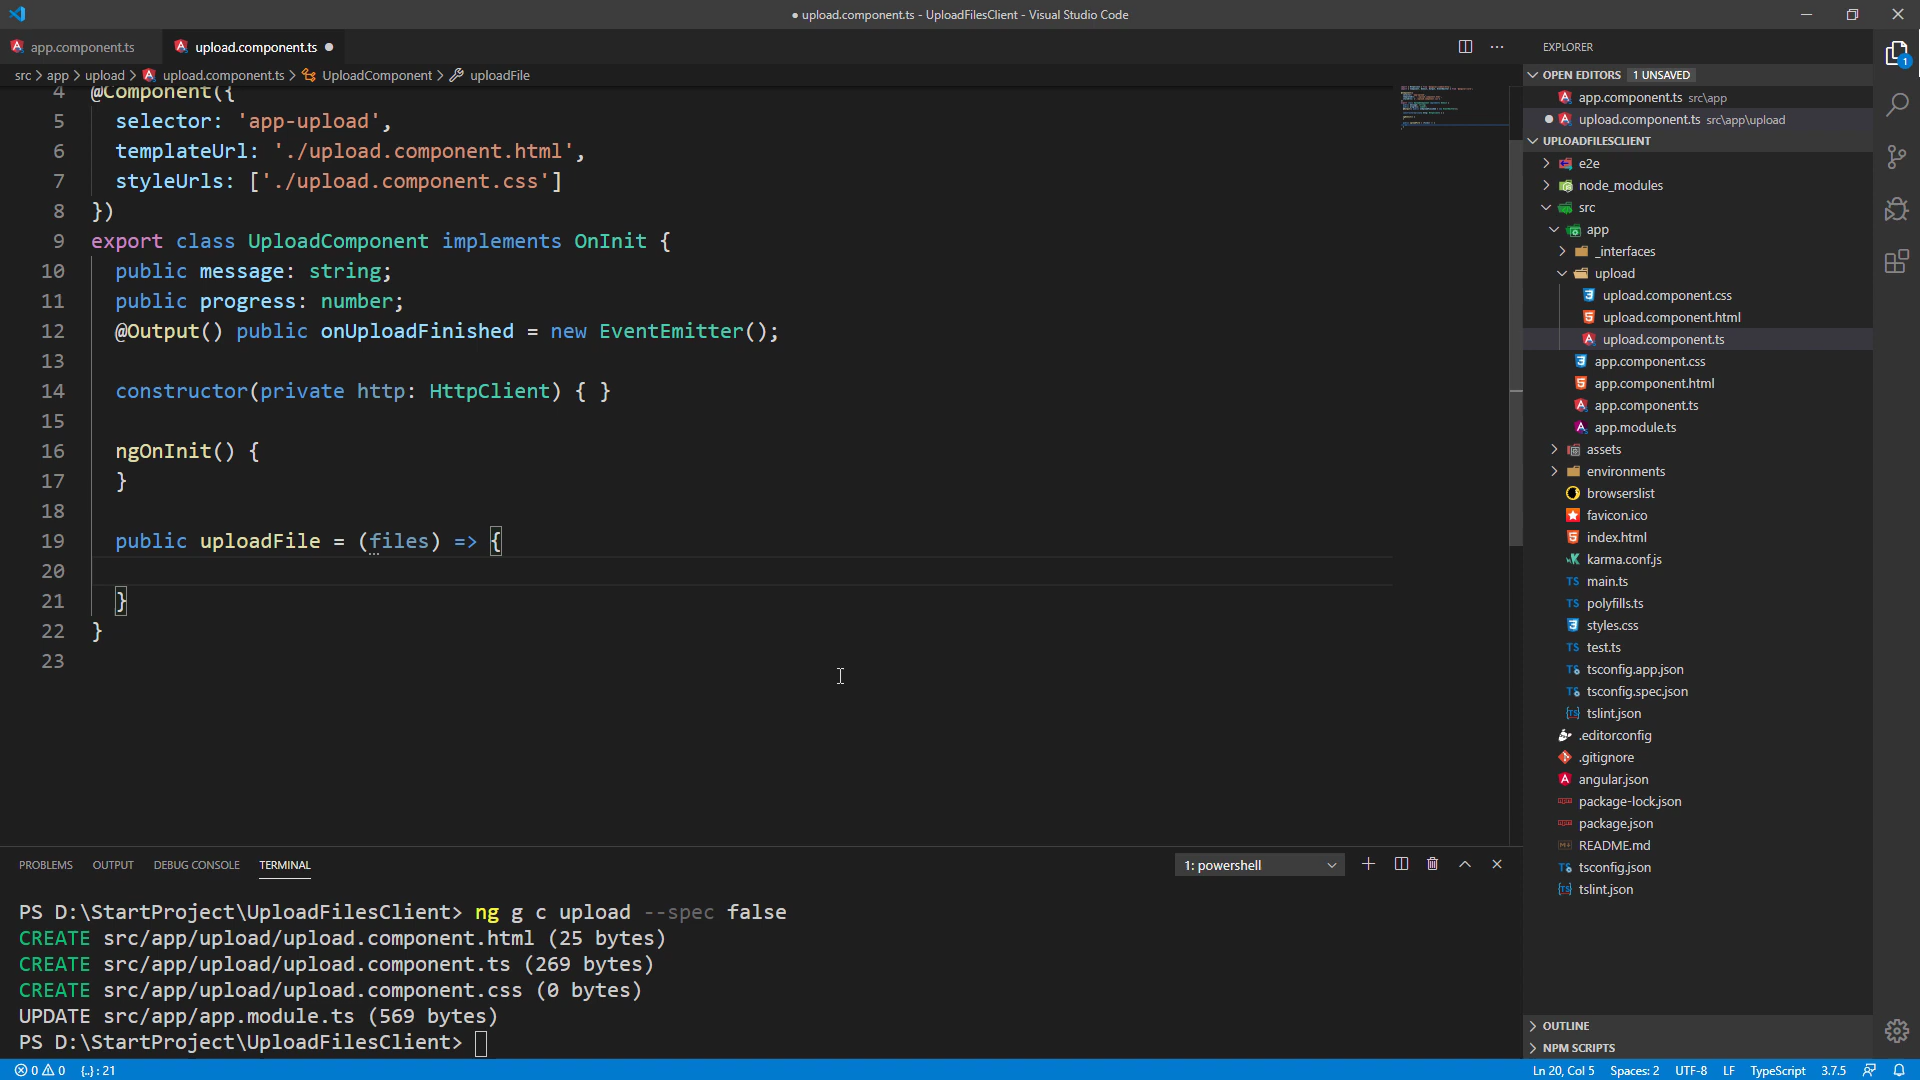 ● upload.component.ts - UploadFilesClient - Visual Studio Code
app.component.ts
upload.component.ts ●
src > app > upload > upload.component.ts > UploadComponent > uploadFile
4 @Component({
5 selector: 'app-upload',
6 templateUrl: './upload.component.html',
7 styleUrls: ['./upload.component.css']
8 })
9 export class UploadComponent implements OnInit {
10 public message: string;
11 public progress: number;
12 @Output() public onUploadFinished = new EventEmitter();
13
14 constructor(private http: HttpClient) { }
15
16 ngOnInit() {
17 }
18
19 public uploadFile = (files) => {
20
21 }
22 }
23
PROBLEMS
OUTPUT
DEBUG CONSOLE
TERMINAL
1: powershell
PS D:\StartProject\UploadFilesClient> ng g c upload --spec false
CREATE src/app/upload/upload.component.html (25 bytes)
CREATE src/app/upload/upload.component.ts (269 bytes)
CREATE src/app/upload/upload.component.css (0 bytes)
UPDATE src/app/app.module.ts (569 bytes)
PS D:\StartProject\UploadFilesClient>
EXPLORER
OPEN EDITORS 1 UNSAVED
app.component.ts src\app
● upload.component.ts src\app\upload
UPLOADFILESCLIENT
e2e
node_modules
src
app
_interfaces
upload
upload.component.css
upload.component.html
upload.component.ts
app.component.css
app.component.html
app.component.ts
app.module.ts
assets
environments
browserslist
favicon.ico
index.html
karma.conf.js
main.ts
polyfills.ts
styles.css
test.ts
tsconfig.app.json
tsconfig.spec.json
tslint.json
.editorconfig
.gitignore
angular.json
package-lock.json
package.json
README.md
tsconfig.json
tslint.json
OUTLINE
NPM SCRIPTS
1
0 0 {..} : 21
Ln 20, Col 5
Spaces: 2
UTF-8
LF
TypeScript
3.7.5